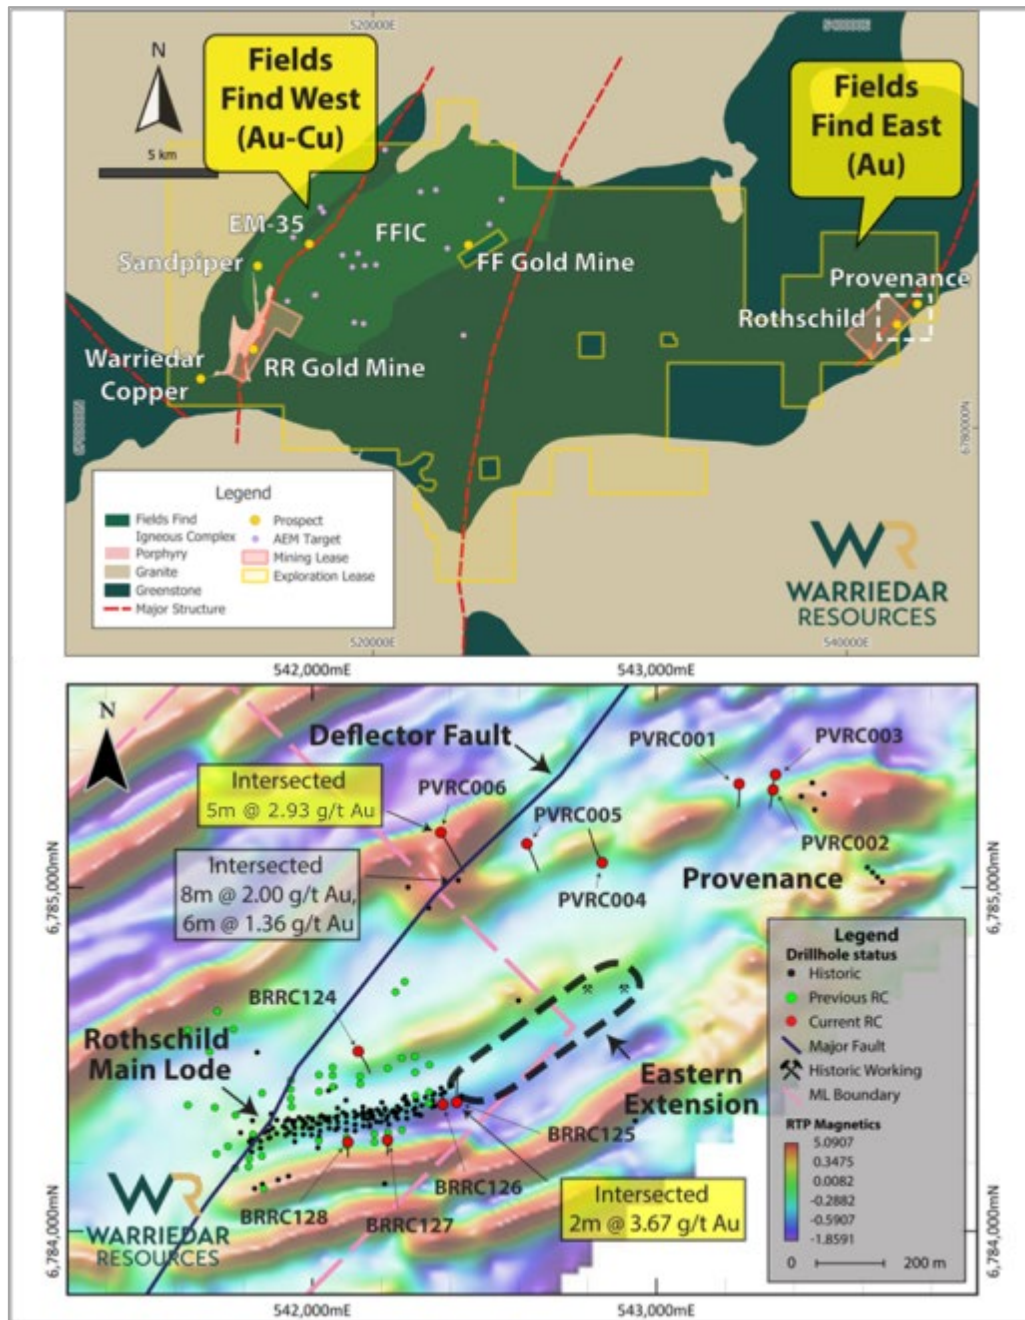 520000E
540000E
N
5 km
Fields
Find West
(Au-Cu)
Fields
Find East
(Au)
EM-35
FFIC
Sandpiper
FF Gold Mine
Provenance
Rothschild
Warriedar
Copper
RR Gold Mine
6780000N
Legend
Fields Find
Igneous Complex
Porphyry
Granite
Greenstone
Major Structure
Prospect
AEM Target
Mining Lease
Exploration Lease
WARRIEDAR
RESOURCES
520000E
540000E
542,000mE
543,000mE
N
Deflector Fault
PVRC001
PVRC003
Intersected
5m @ 2.93 g/t Au
PVRC006
PVRC005
PVRC002
Intersected
8m @ 2.00 g/t Au,
6m @ 1.36 g/t Au
PVRC004
Provenance
6,785,000mN
6,785,000mN
BRRC124
Rothschild
Main Lode
Eastern
Extension
BRRC125
BRRC126
BRRC127
BRRC128
Intersected
2m @ 3.67 g/t Au
WARRIEDAR
RESOURCES
Legend
Drillhole status
Historic
Previous RC
Current RC
Major Fault
Historic Working
ML Boundary
RTP Magnetics
5.0907
0.3475
0.0082
-0.2882
-0.5907
-1.8591
0 200 m
6,784,000mN
6,784,000mN
542,000mE
543,000mE